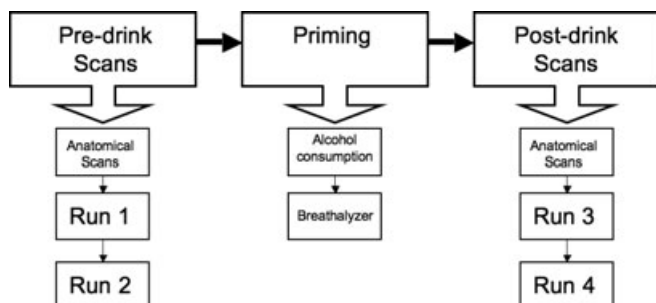 Pre-drink
Scans
Priming
Post-drink
Scans
Anatomical
Scans
Run 1
Run 2
Alcohol
consumption
Breathalyzer
Anatomical
Scans
Run 3
Run 4